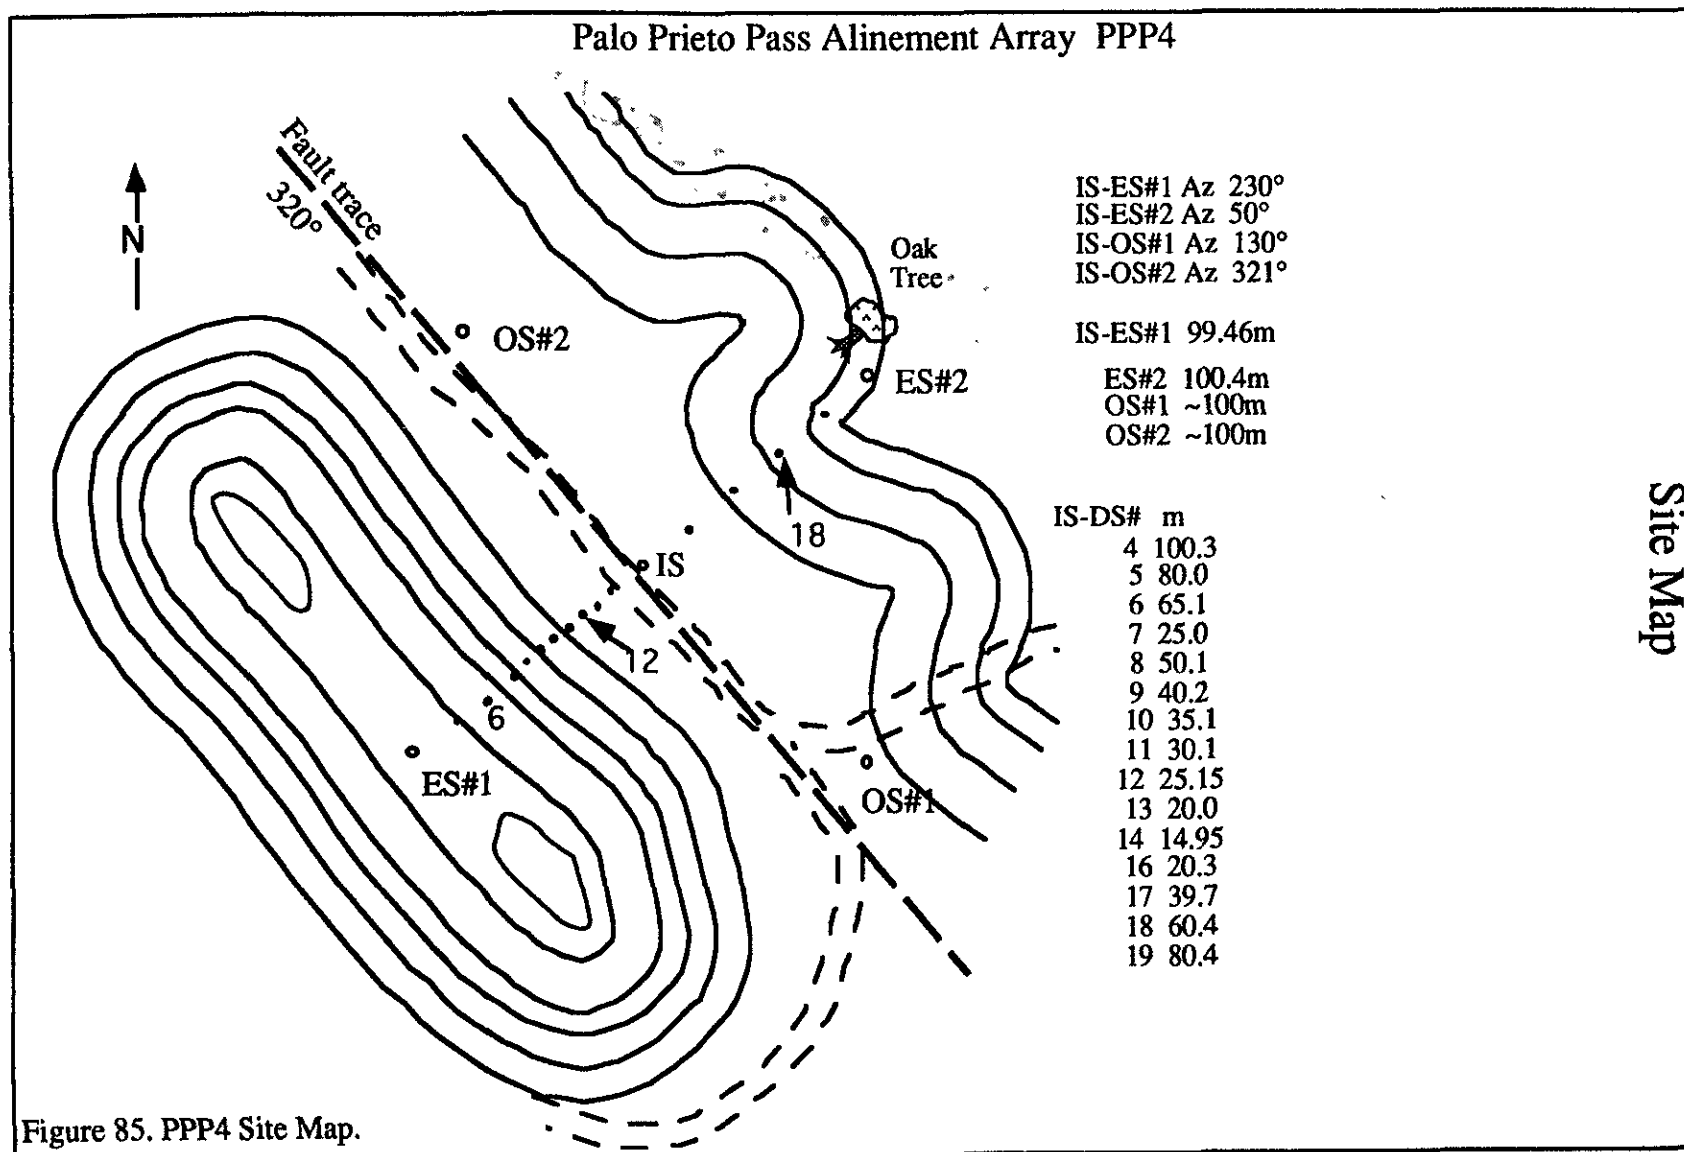 Palo Prieto Pass Alinement Array PPP4
Fault trace
320°
N
OS#2
Oak
Tree
ES#2
18
IS
12
6
ES#1
OS#1
IS-ES#1 Az 230°
IS-ES#2 Az 50°
IS-OS#1 Az 130°
IS-OS#2 Az 321°
IS-ES#1 99.46m
ES#2 100.4m
OS#1 ~100m
OS#2 ~100m
IS-DS# m
4 100.3
5 80.0
6 65.1
7 25.0
8 50.1
9 40.2
10 35.1
11 30.1
12 25.15
13 20.0
14 14.95
16 20.3
17 39.7
18 60.4
19 80.4
Site Map
Figure 85. PPP4 Site Map.